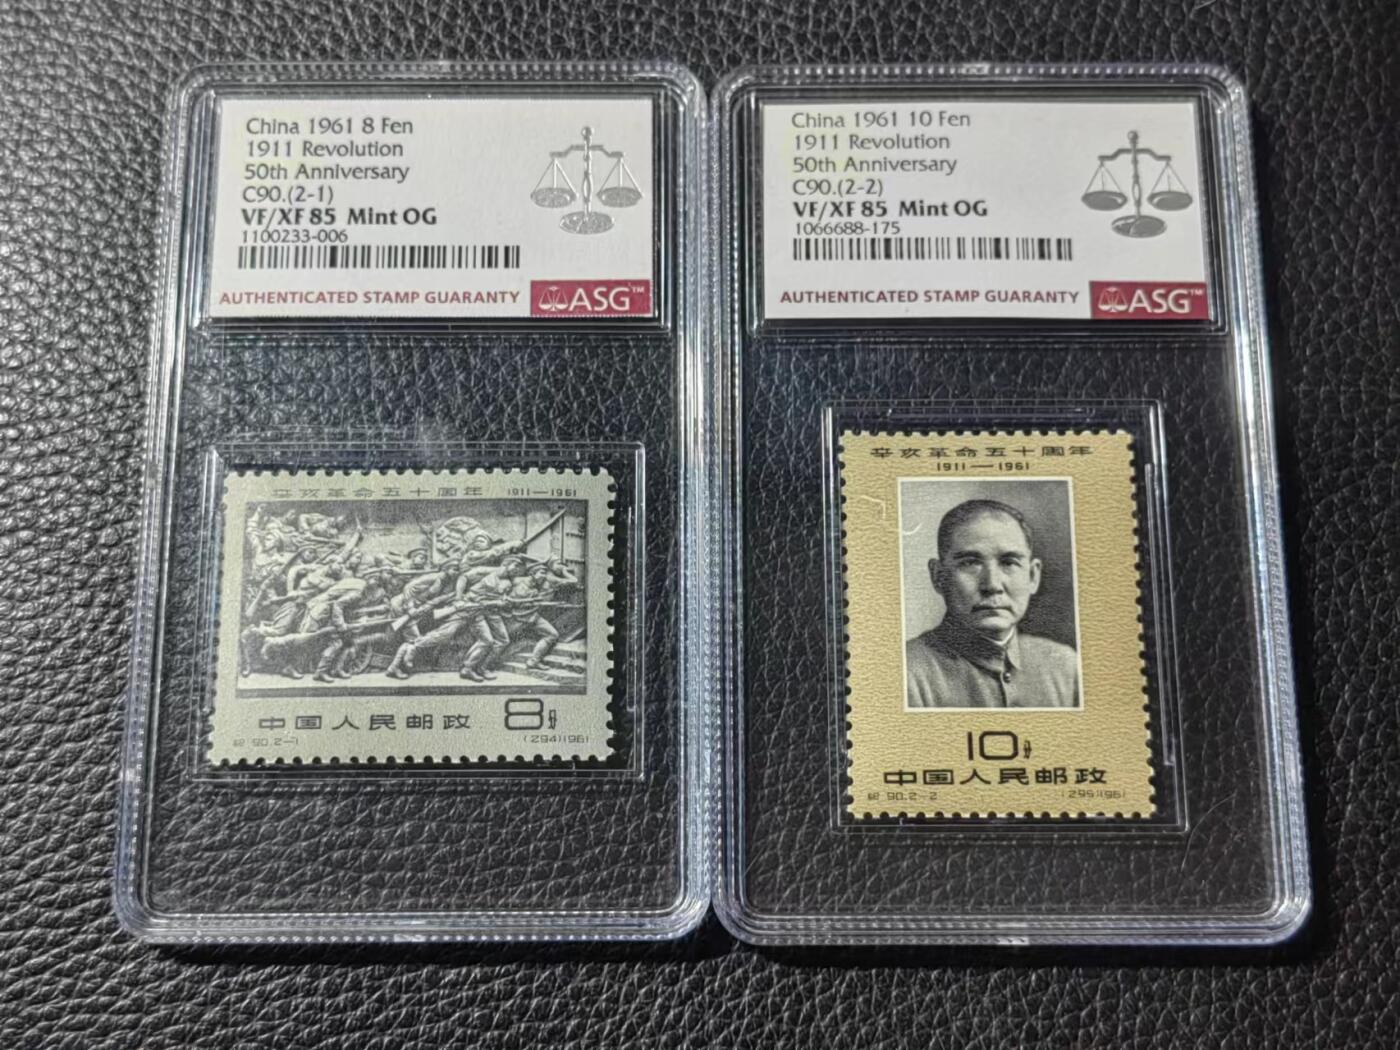 China 1961 8 Fen
1911 Revolution
50th Anniversary
C90.(2-1)
VF/XF 85 Mint OG
1100233-006
AUTHENTICATED STAMP GUARANTY
ASG™
辛亥革命五十周年 1911—1961
中国人民邮政 8分
纪 90.2—1 (294)1961
China 1961 10 Fen
1911 Revolution
50th Anniversary
C90.(2-2)
VF/XF 85 Mint OG
1066688-175
AUTHENTICATED STAMP GUARANTY
ASG™
辛亥革命五十周年
1911—1961
10分
中国人民邮政
纪 90.2—2 (295)1961